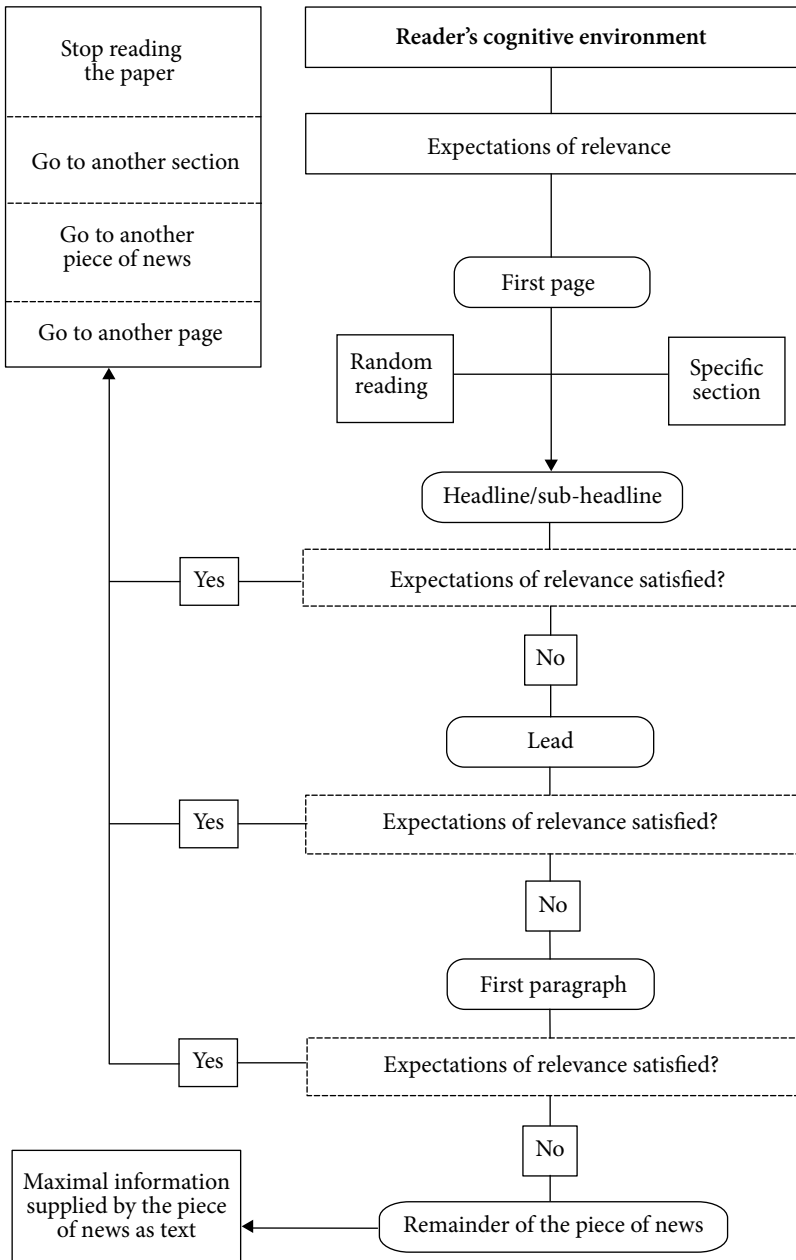 Stop reading
the paper
Go to another section
Go to another
piece of news
Go to another page
Reader's cognitive environment
Expectations of relevance
First page
Random
reading
Specific
section
Headline/sub-headline
Yes
Expectations of relevance satisfied?
No
Lead
Yes
Expectations of relevance satisfied?
No
First paragraph
Yes
Expectations of relevance satisfied?
No
Maximal information
supplied by the piece
of news as text
Remainder of the piece of news